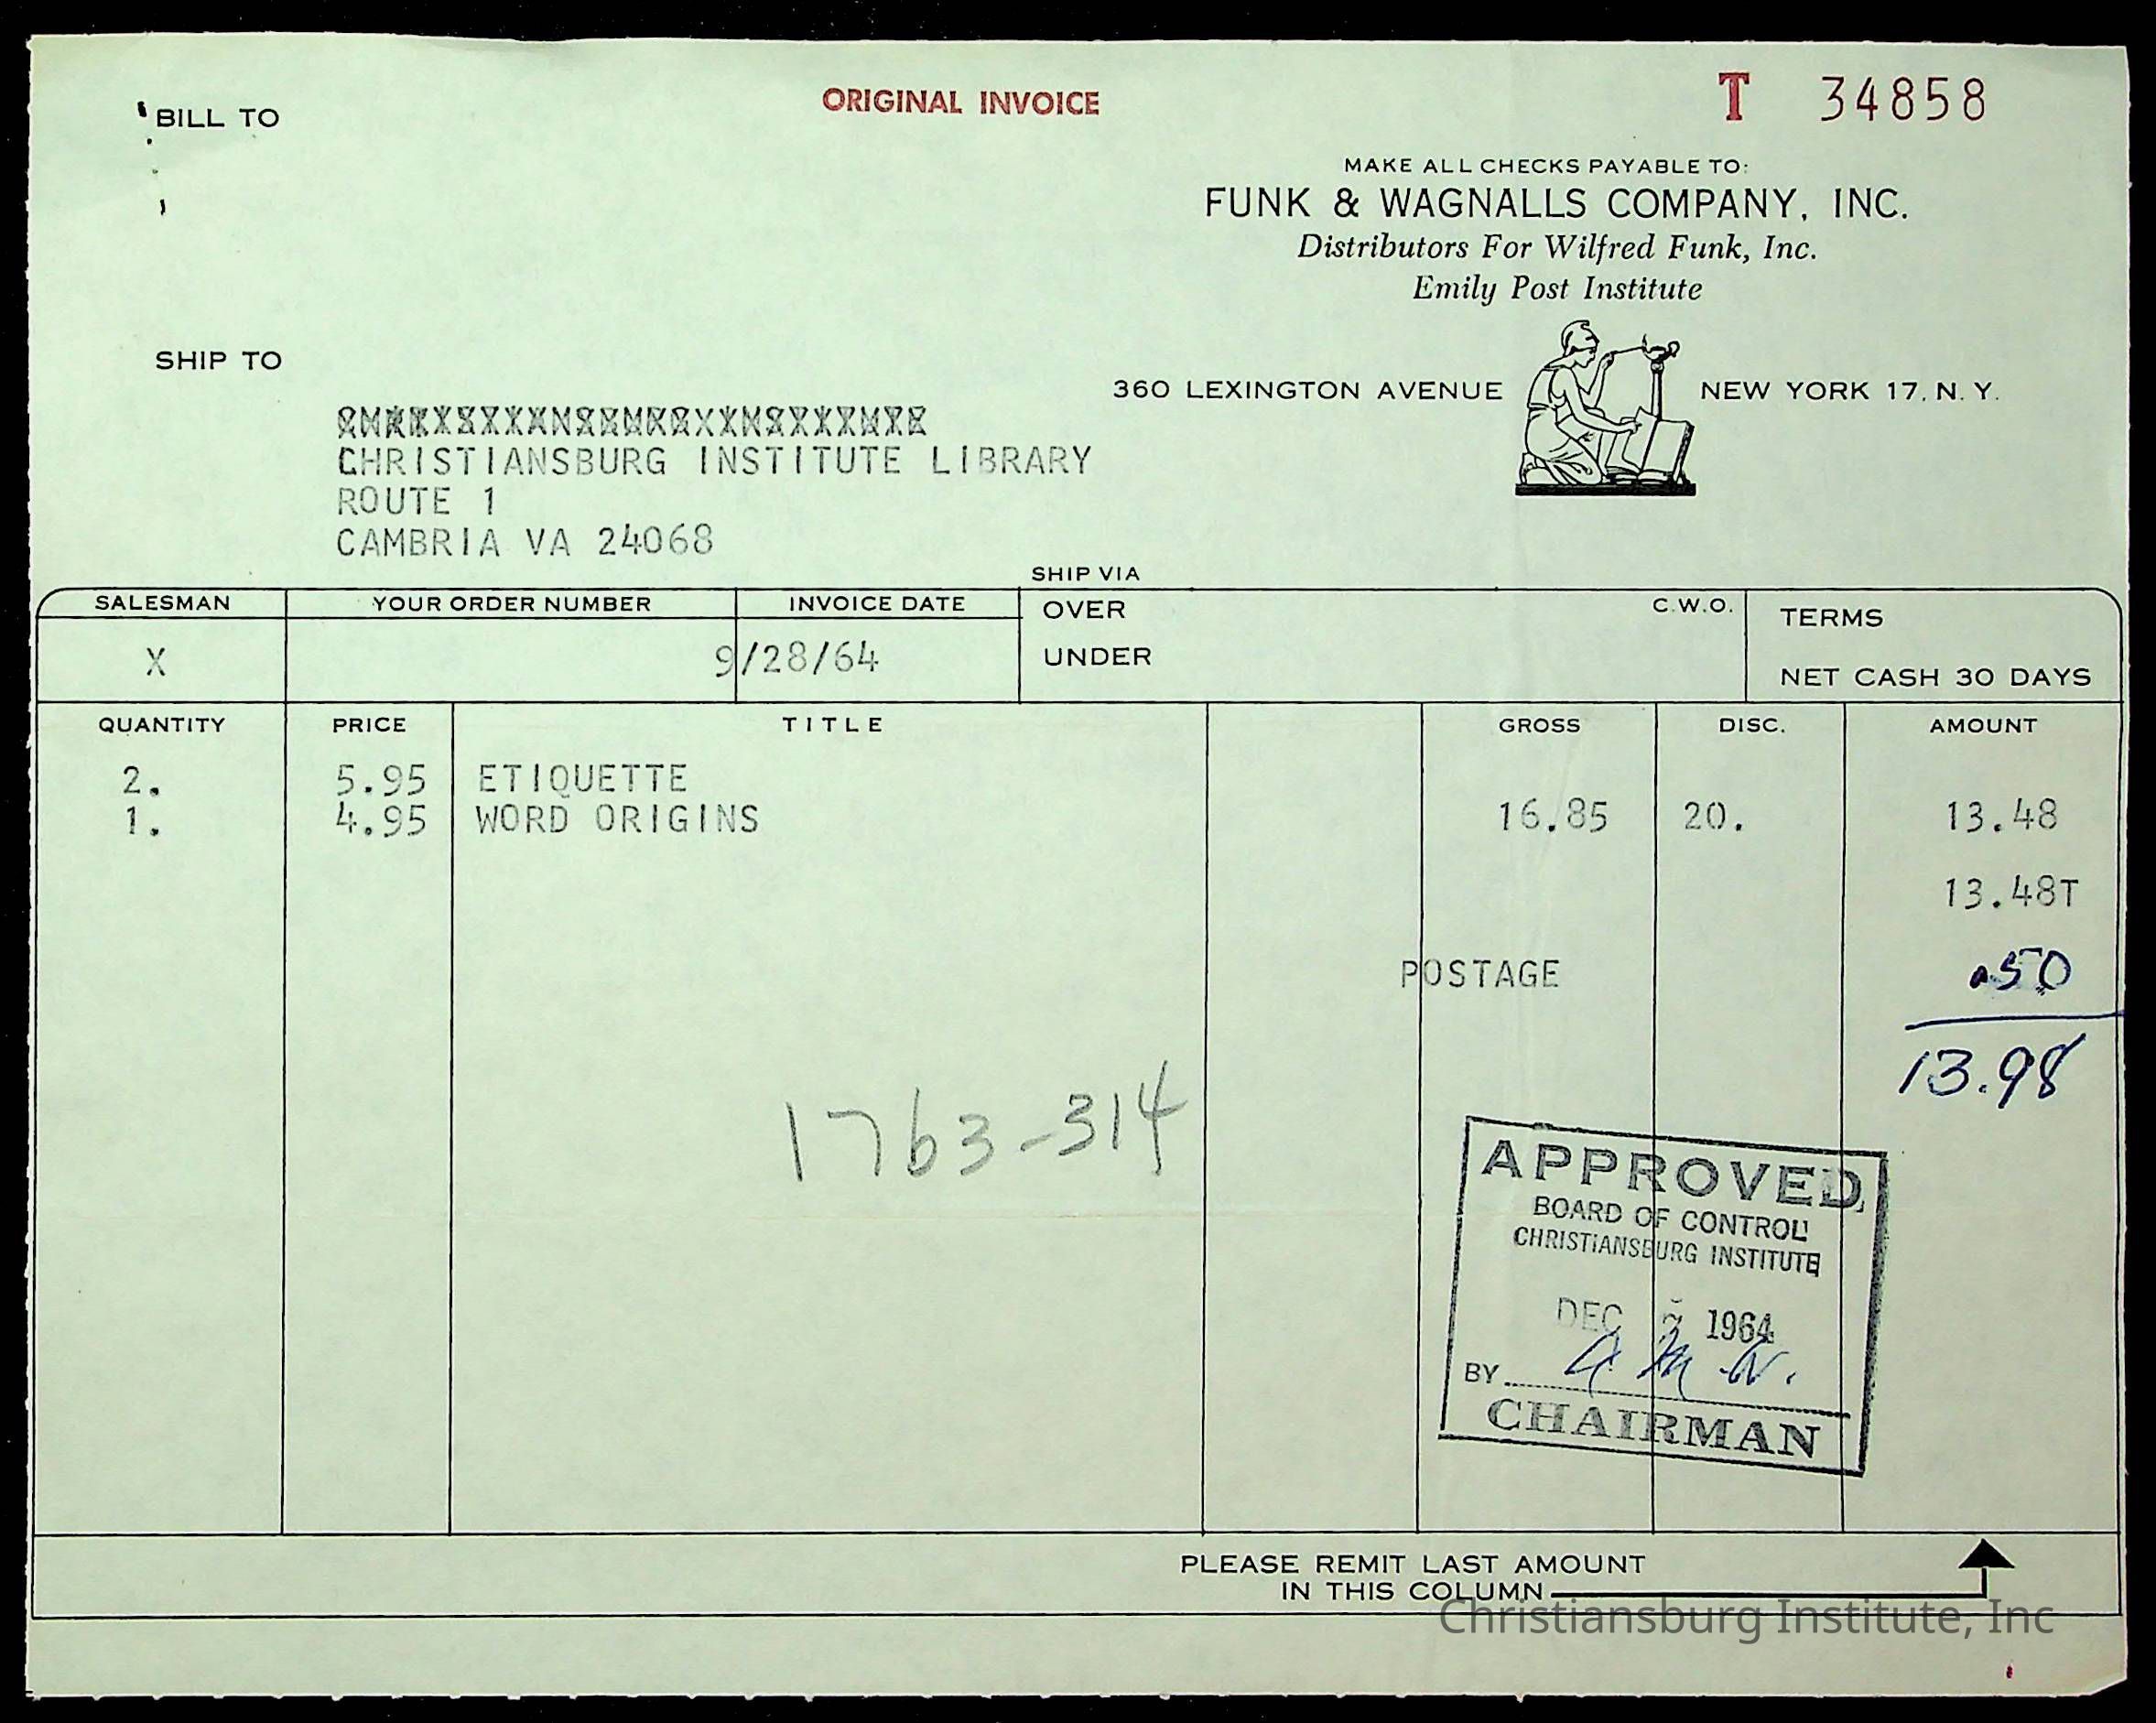 BILL TO
ORIGINAL INVOICE
T 34858
MAKE ALL CHECKS PAYABLE TO:
FUNK & WAGNALLS COMPANY, INC.
Distributors For Wilfred Funk, Inc.
Emily Post Institute
360 LEXINGTON AVENUE NEW YORK 17, N. Y.
SHIP TO
CHRISTIANSBURG INSTITUTE LIBRARY
ROUTE 1
CAMBRIA VA 24068
SHIP VIA
SALESMAN YOUR ORDER NUMBER INVOICE DATE OVER C.W.O. TERMS
X 9/28/64 UNDER NET CASH 30 DAYS
QUANTITY PRICE TITLE GROSS DISC. AMOUNT
2. 5.95 ETIQUETTE
1. 4.95 WORD ORIGINS 16.85 20. 13.48
13.48T
POSTAGE .50
13.98
1763-314
APPROVED
BOARD OF CONTROL
CHRISTIANSBURG INSTITUTE
DEC 1964
BY
CHAIRMAN
PLEASE REMIT LAST AMOUNT
IN THIS COLUMN
Christiansburg Institute, Inc